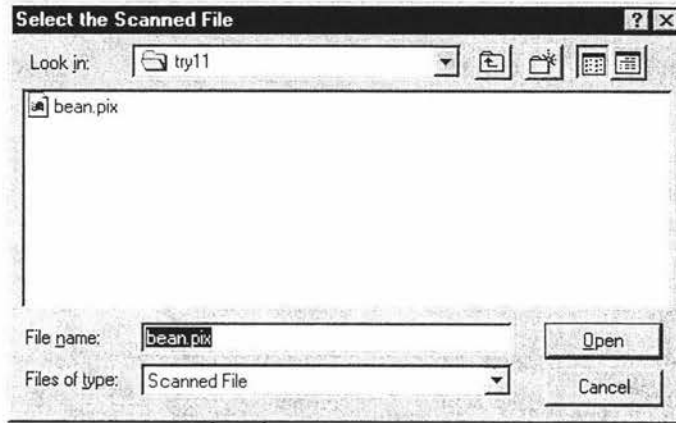 Select the Scanned File
Look in: try11
bean.pix
File name: bean.pix Open
Files of type: Scanned File Cancel